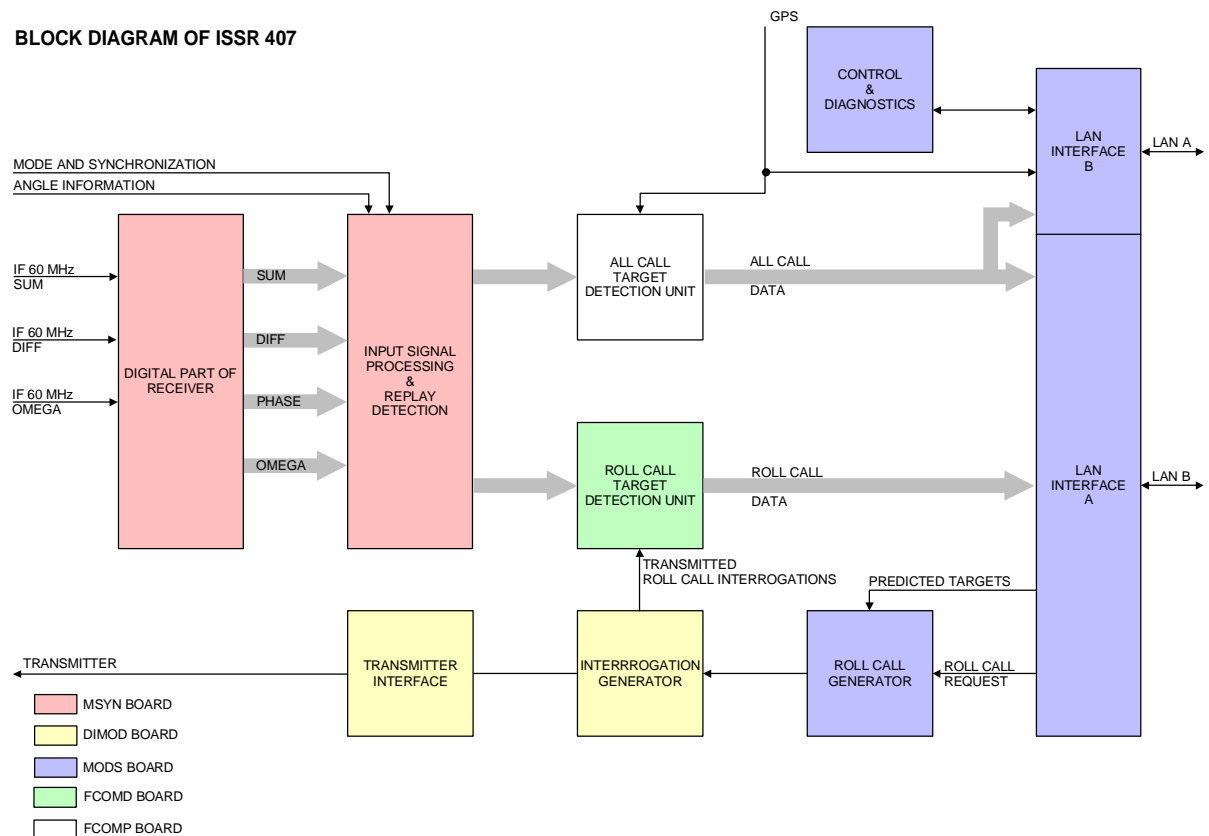 GPS
BLOCK DIAGRAM OF ISSR 407
CONTROL
&
DIAGNOSTICS
LAN
INTERFACE
B
LAN A
MODE AND SYNCHRONIZATION
ANGLE INFORMATION
IF 60 MHz
SUM
IF 60 MHz
DIFF
IF 60 MHz
OMEGA
DIGITAL PART OF
RECEIVER
SUM
DIFF
PHASE
OMEGA
INPUT SIGNAL
PROCESSING
&
REPLAY
DETECTION
ALL CALL
TARGET
DETECTION UNIT
ALL CALL
DATA
ROLL CALL
TARGET
DETECTION UNIT
ROLL CALL
DATA
LAN
INTERFACE
A
LAN B
TRANSMITTED
ROLL CALL INTERROGATIONS
PREDICTED TARGETS
TRANSMITTER
TRANSMITTER
INTERFACE
INTERRROGATION
GENERATOR
ROLL CALL
GENERATOR
ROLL CALL
REQUEST
MSYN BOARD
DIMOD BOARD
MODS BOARD
FCOMD BOARD
FCOMP BOARD